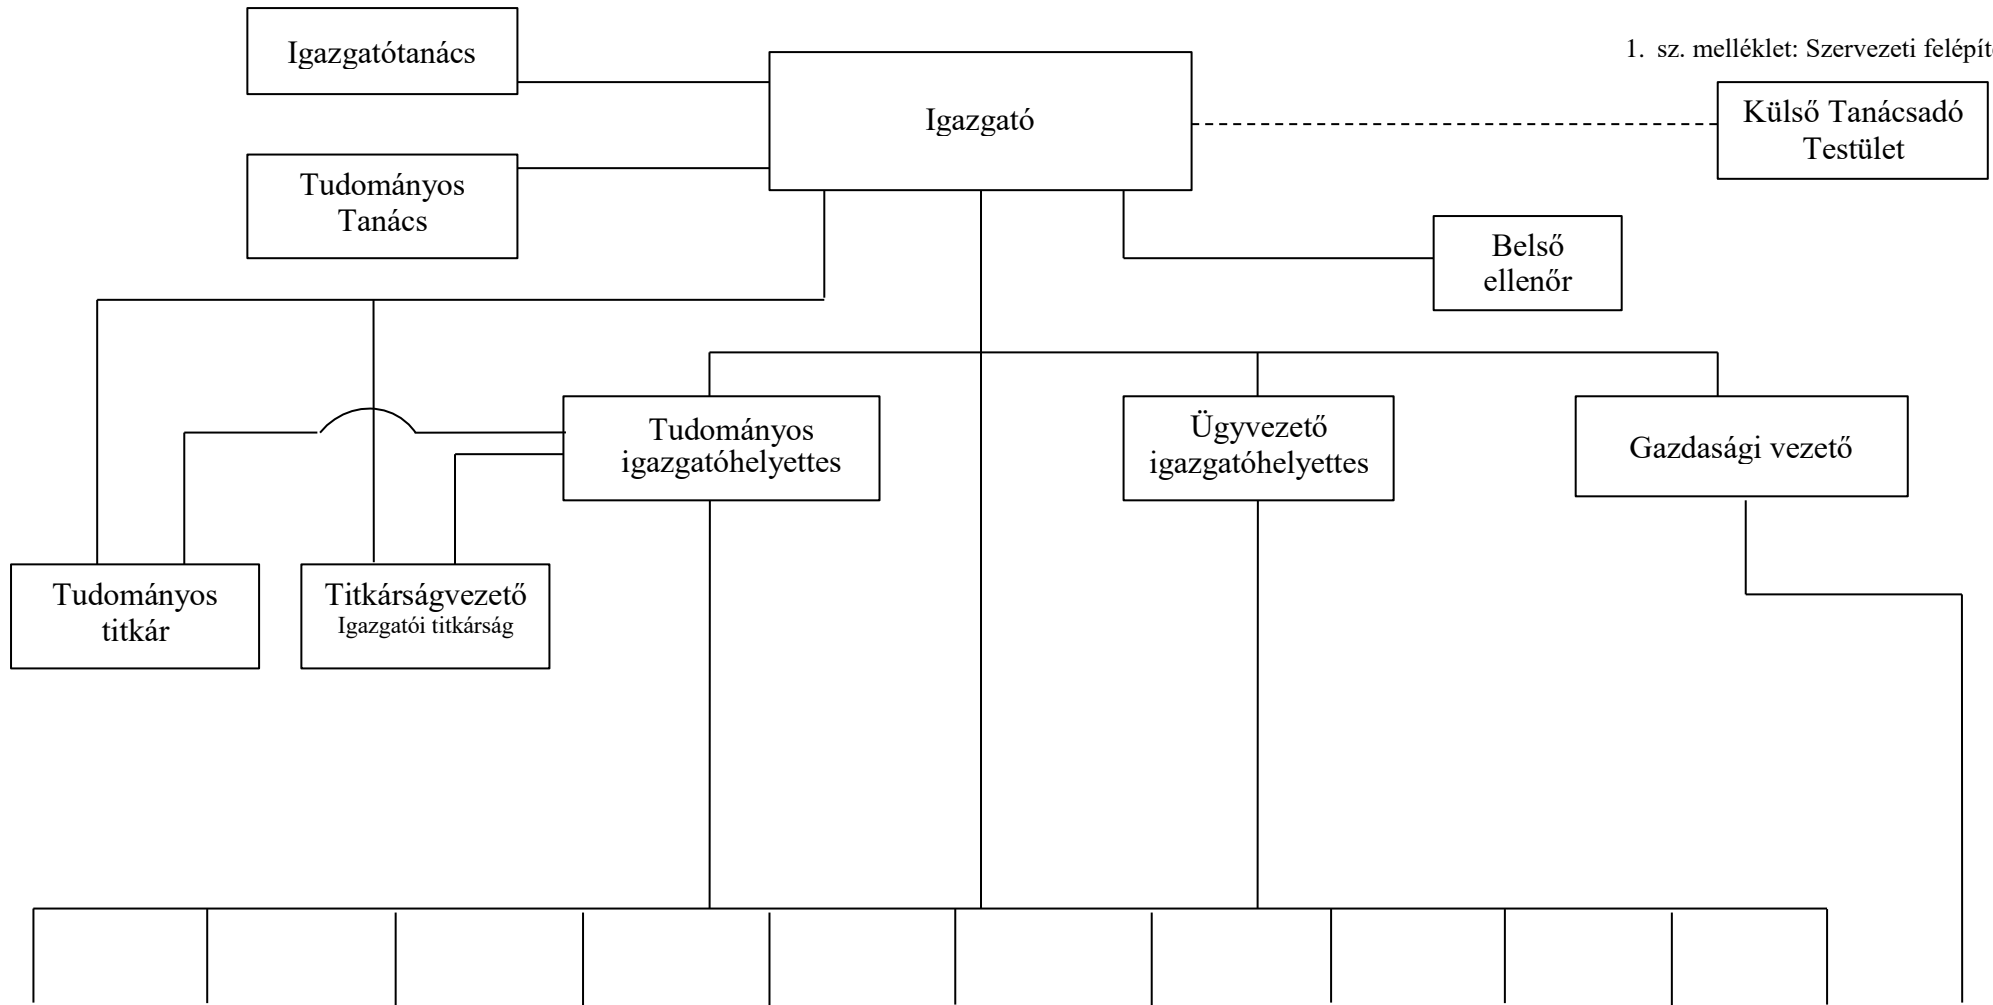 1. sz. melléklet: Szervezeti felépít
Igazgatótanács
Igazgató
Külső Tanácsadó
Testület
Tudományos
Tanács
Belső
ellenőr
Tudományos
igazgatóhelyettes
Ügyvezető
igazgatóhelyettes
Gazdasági vezető
Tudományos
titkár
Titkárságvezető
Igazgatói titkárság